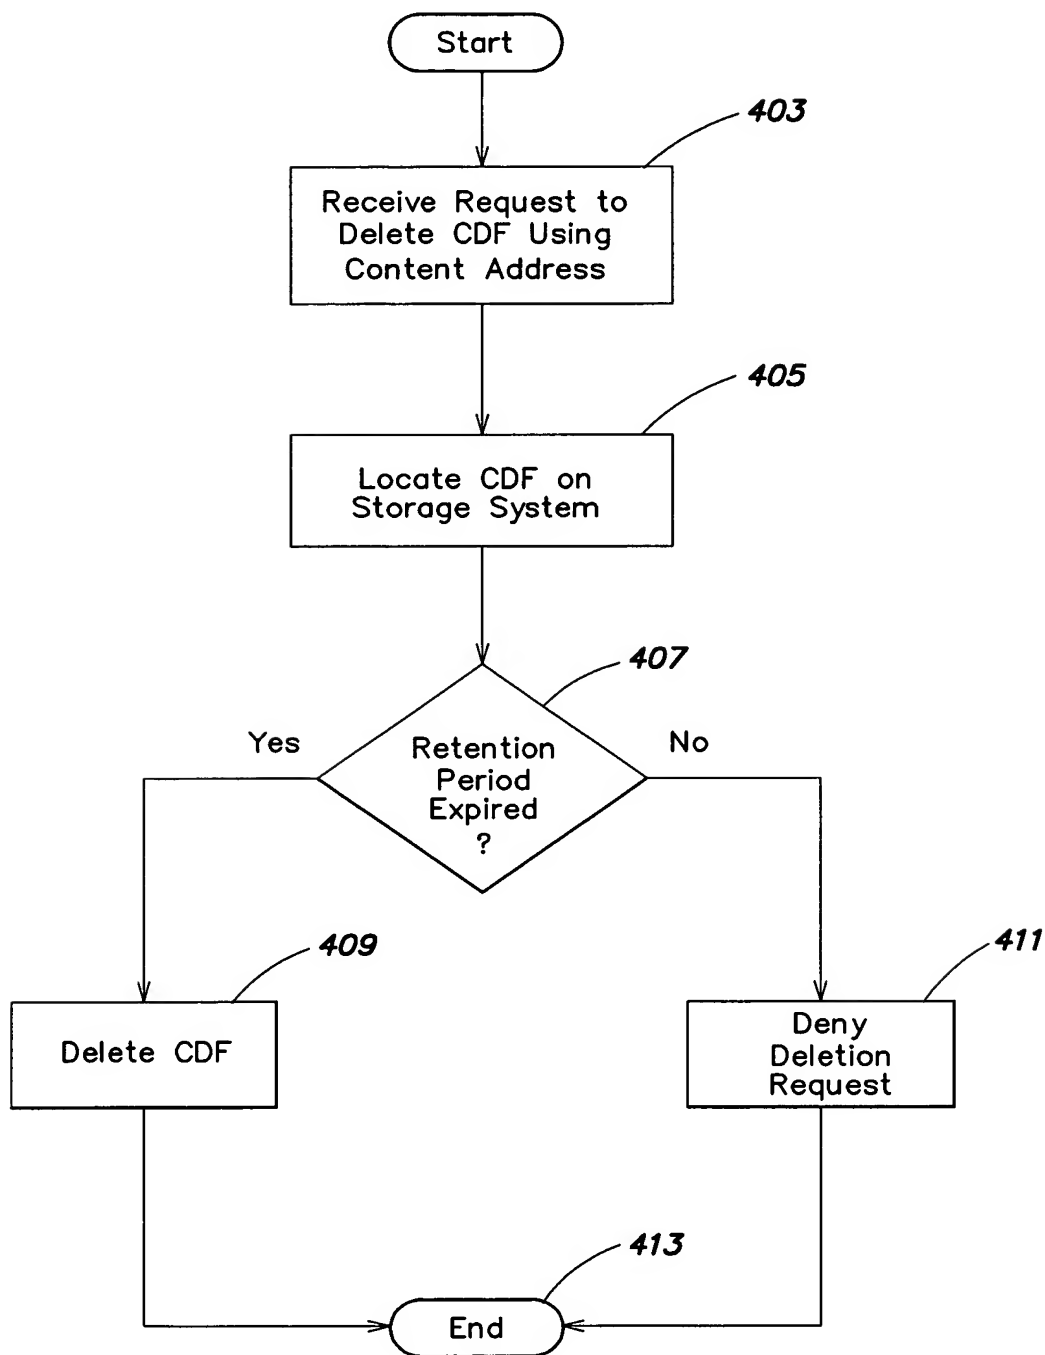 Start
403
Receive Request to
Delete CDF Using
Content Address
405
Locate CDF on
Storage System
407
Yes
No
Retention
Period
Expired
?
409
411
Delete CDF
Deny
Deletion
Request
413
End